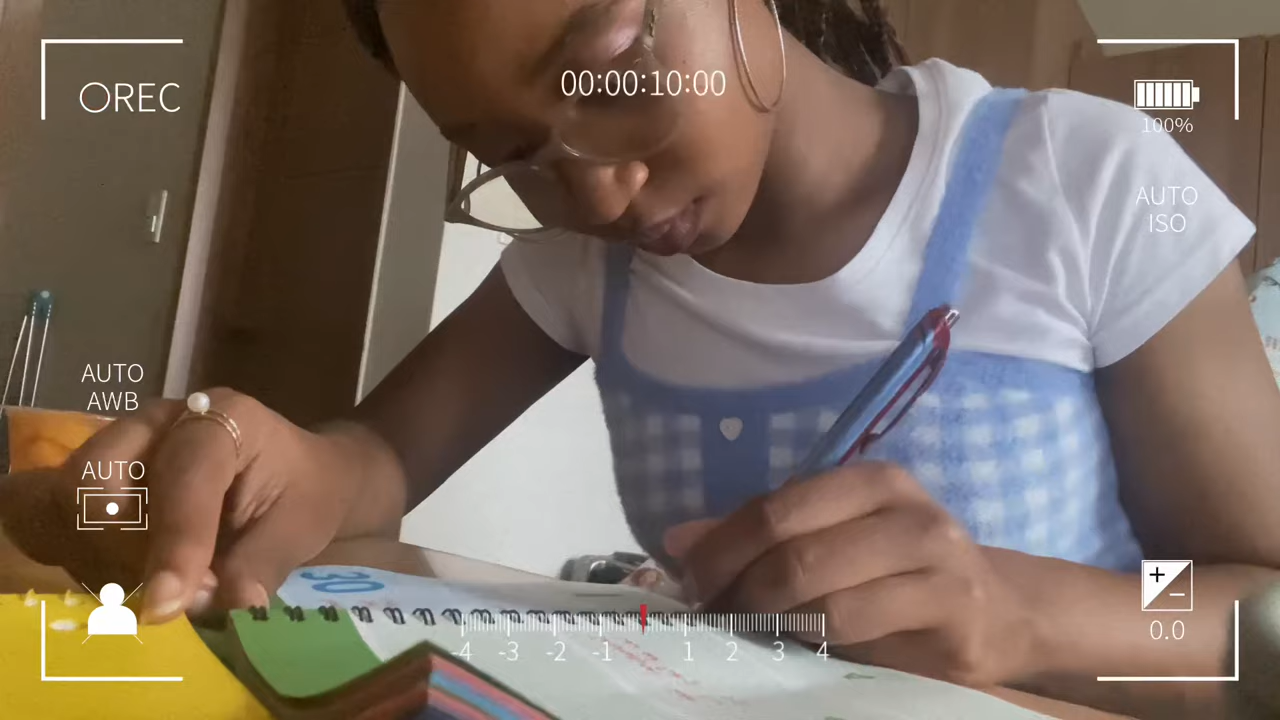 OREC
00:00:10:00
100%
AUTO
ISO
AUTO
AWB
AUTO
30
-4 -3 -2 -1 1 2 3 4
+ −
0.0